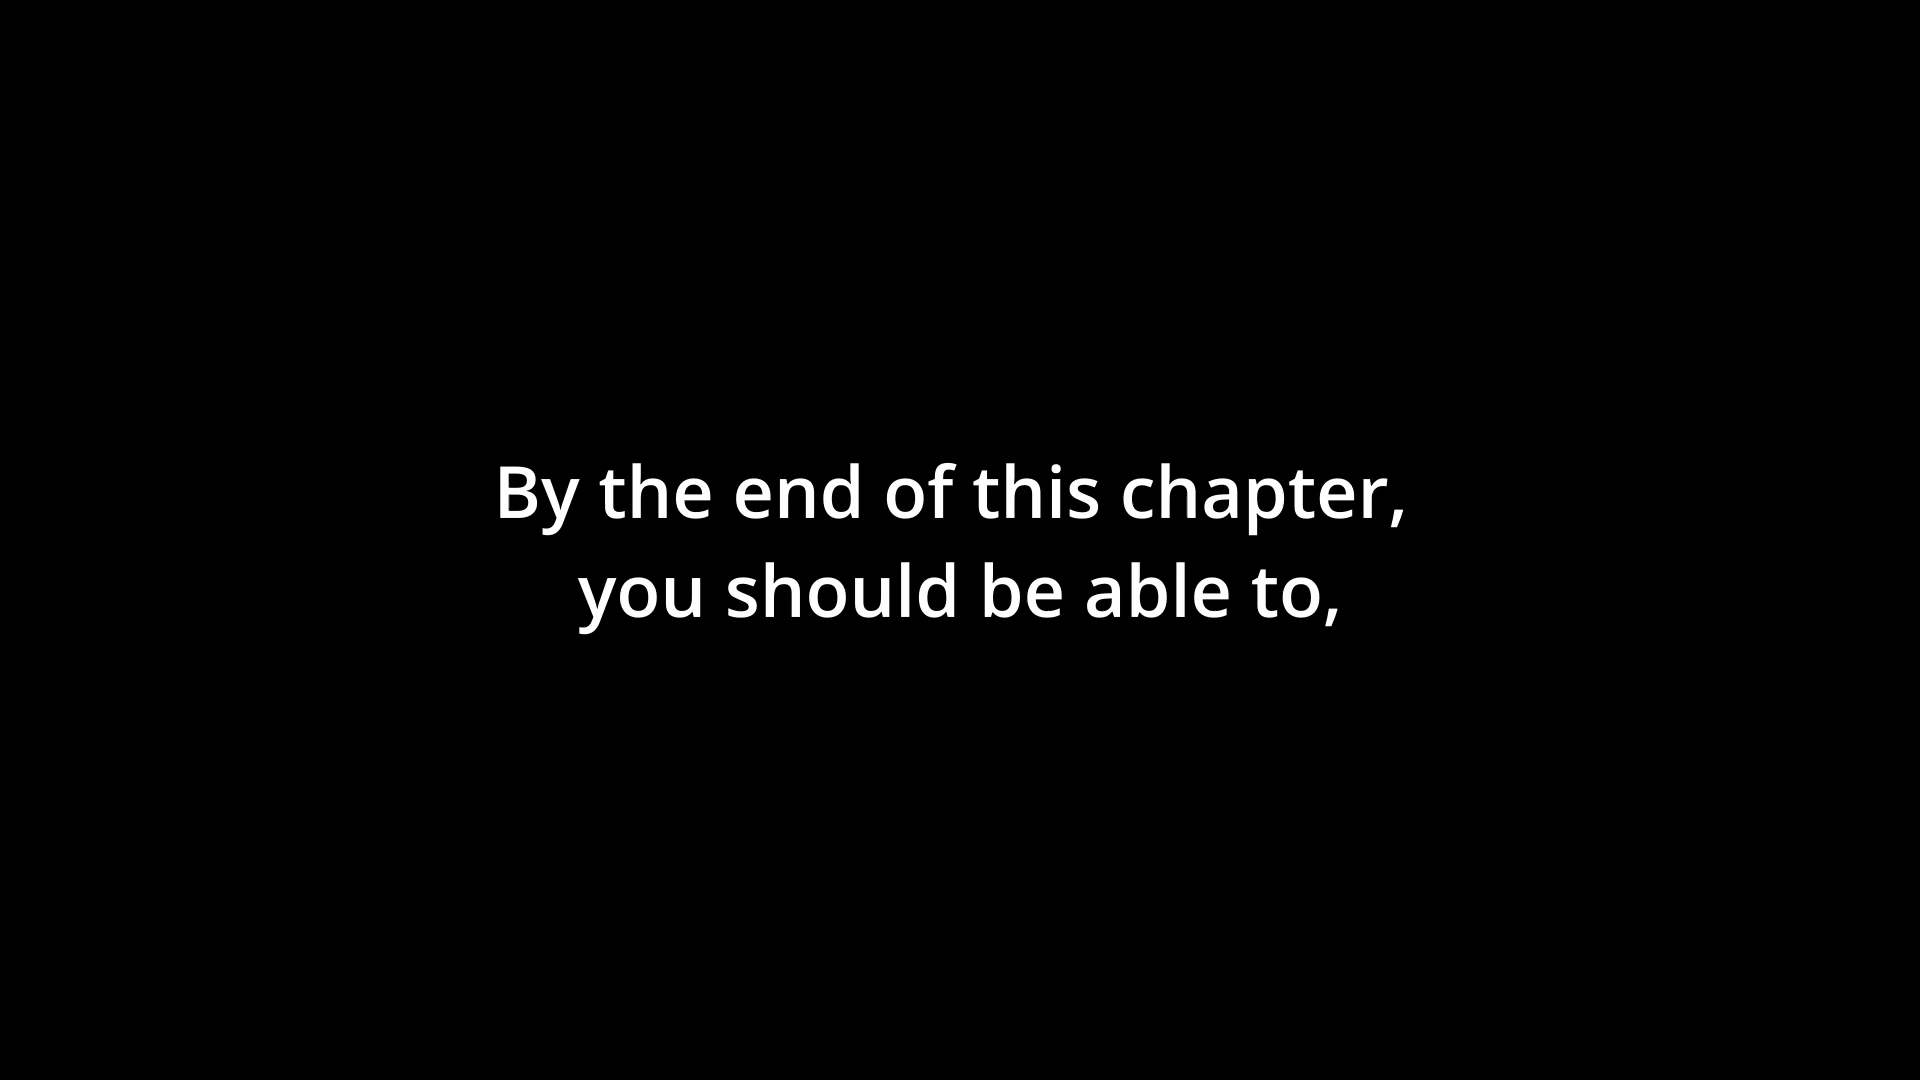 By the end of this chapter,
you should be able to,